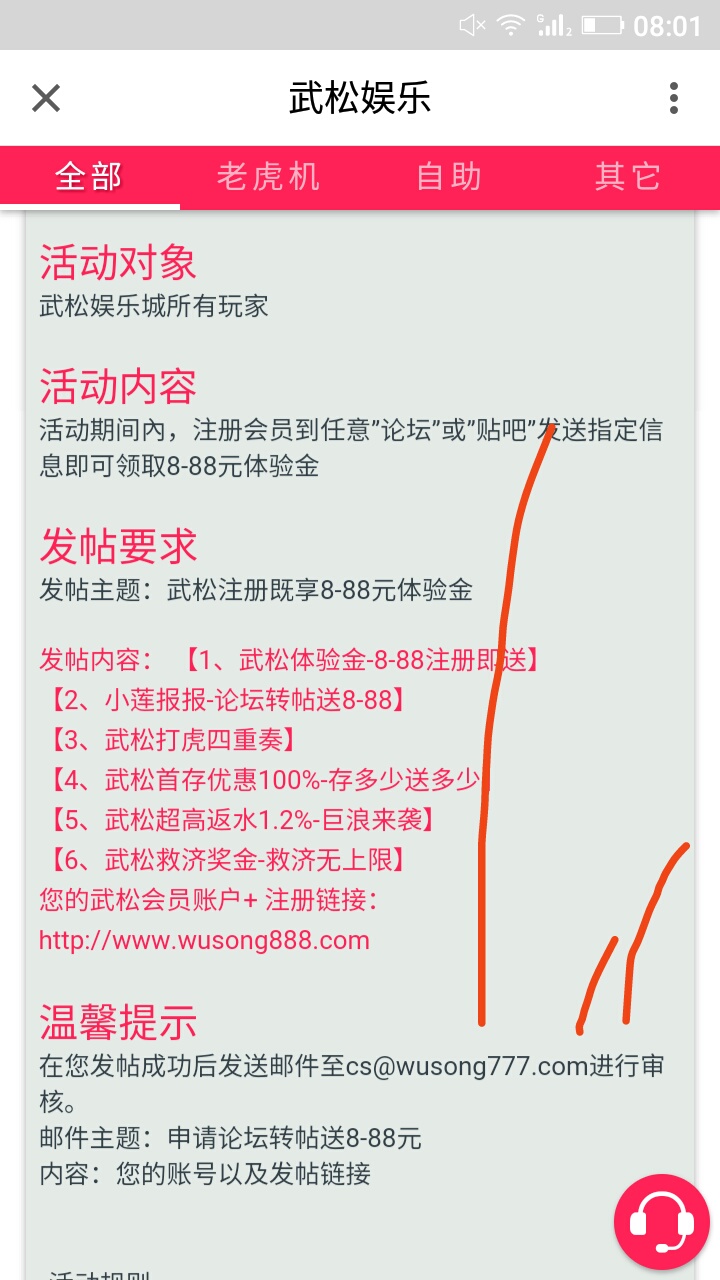 08:01
武松娱乐
全部 老虎机 自助 其它
活动对象
武松娱乐城所有玩家
活动内容
活动期间內，注册会员到任意”论坛”或”贴吧”发送指定信
息即可领取8-88元体验金
发帖要求
发帖主题：武松注册既享8-88元体验金
发帖内容： 【1、武松体验金-8-88注册即送】
【2、小莲报报-论坛转帖送8-88】
【3、武松打虎四重奏】
【4、武松首存优惠100%-存多少送多少】
【5、武松超高返水1.2%-巨浪来袭】
【6、武松救济奖金-救济无上限】
您的武松会员账户+ 注册链接：
http://www.wusong888.com
温馨提示
在您发帖成功后发送邮件至cs@wusong777.com进行审
核。
邮件主题：申请论坛转帖送8-88元
内容：您的账号以及发帖链接
活动规则